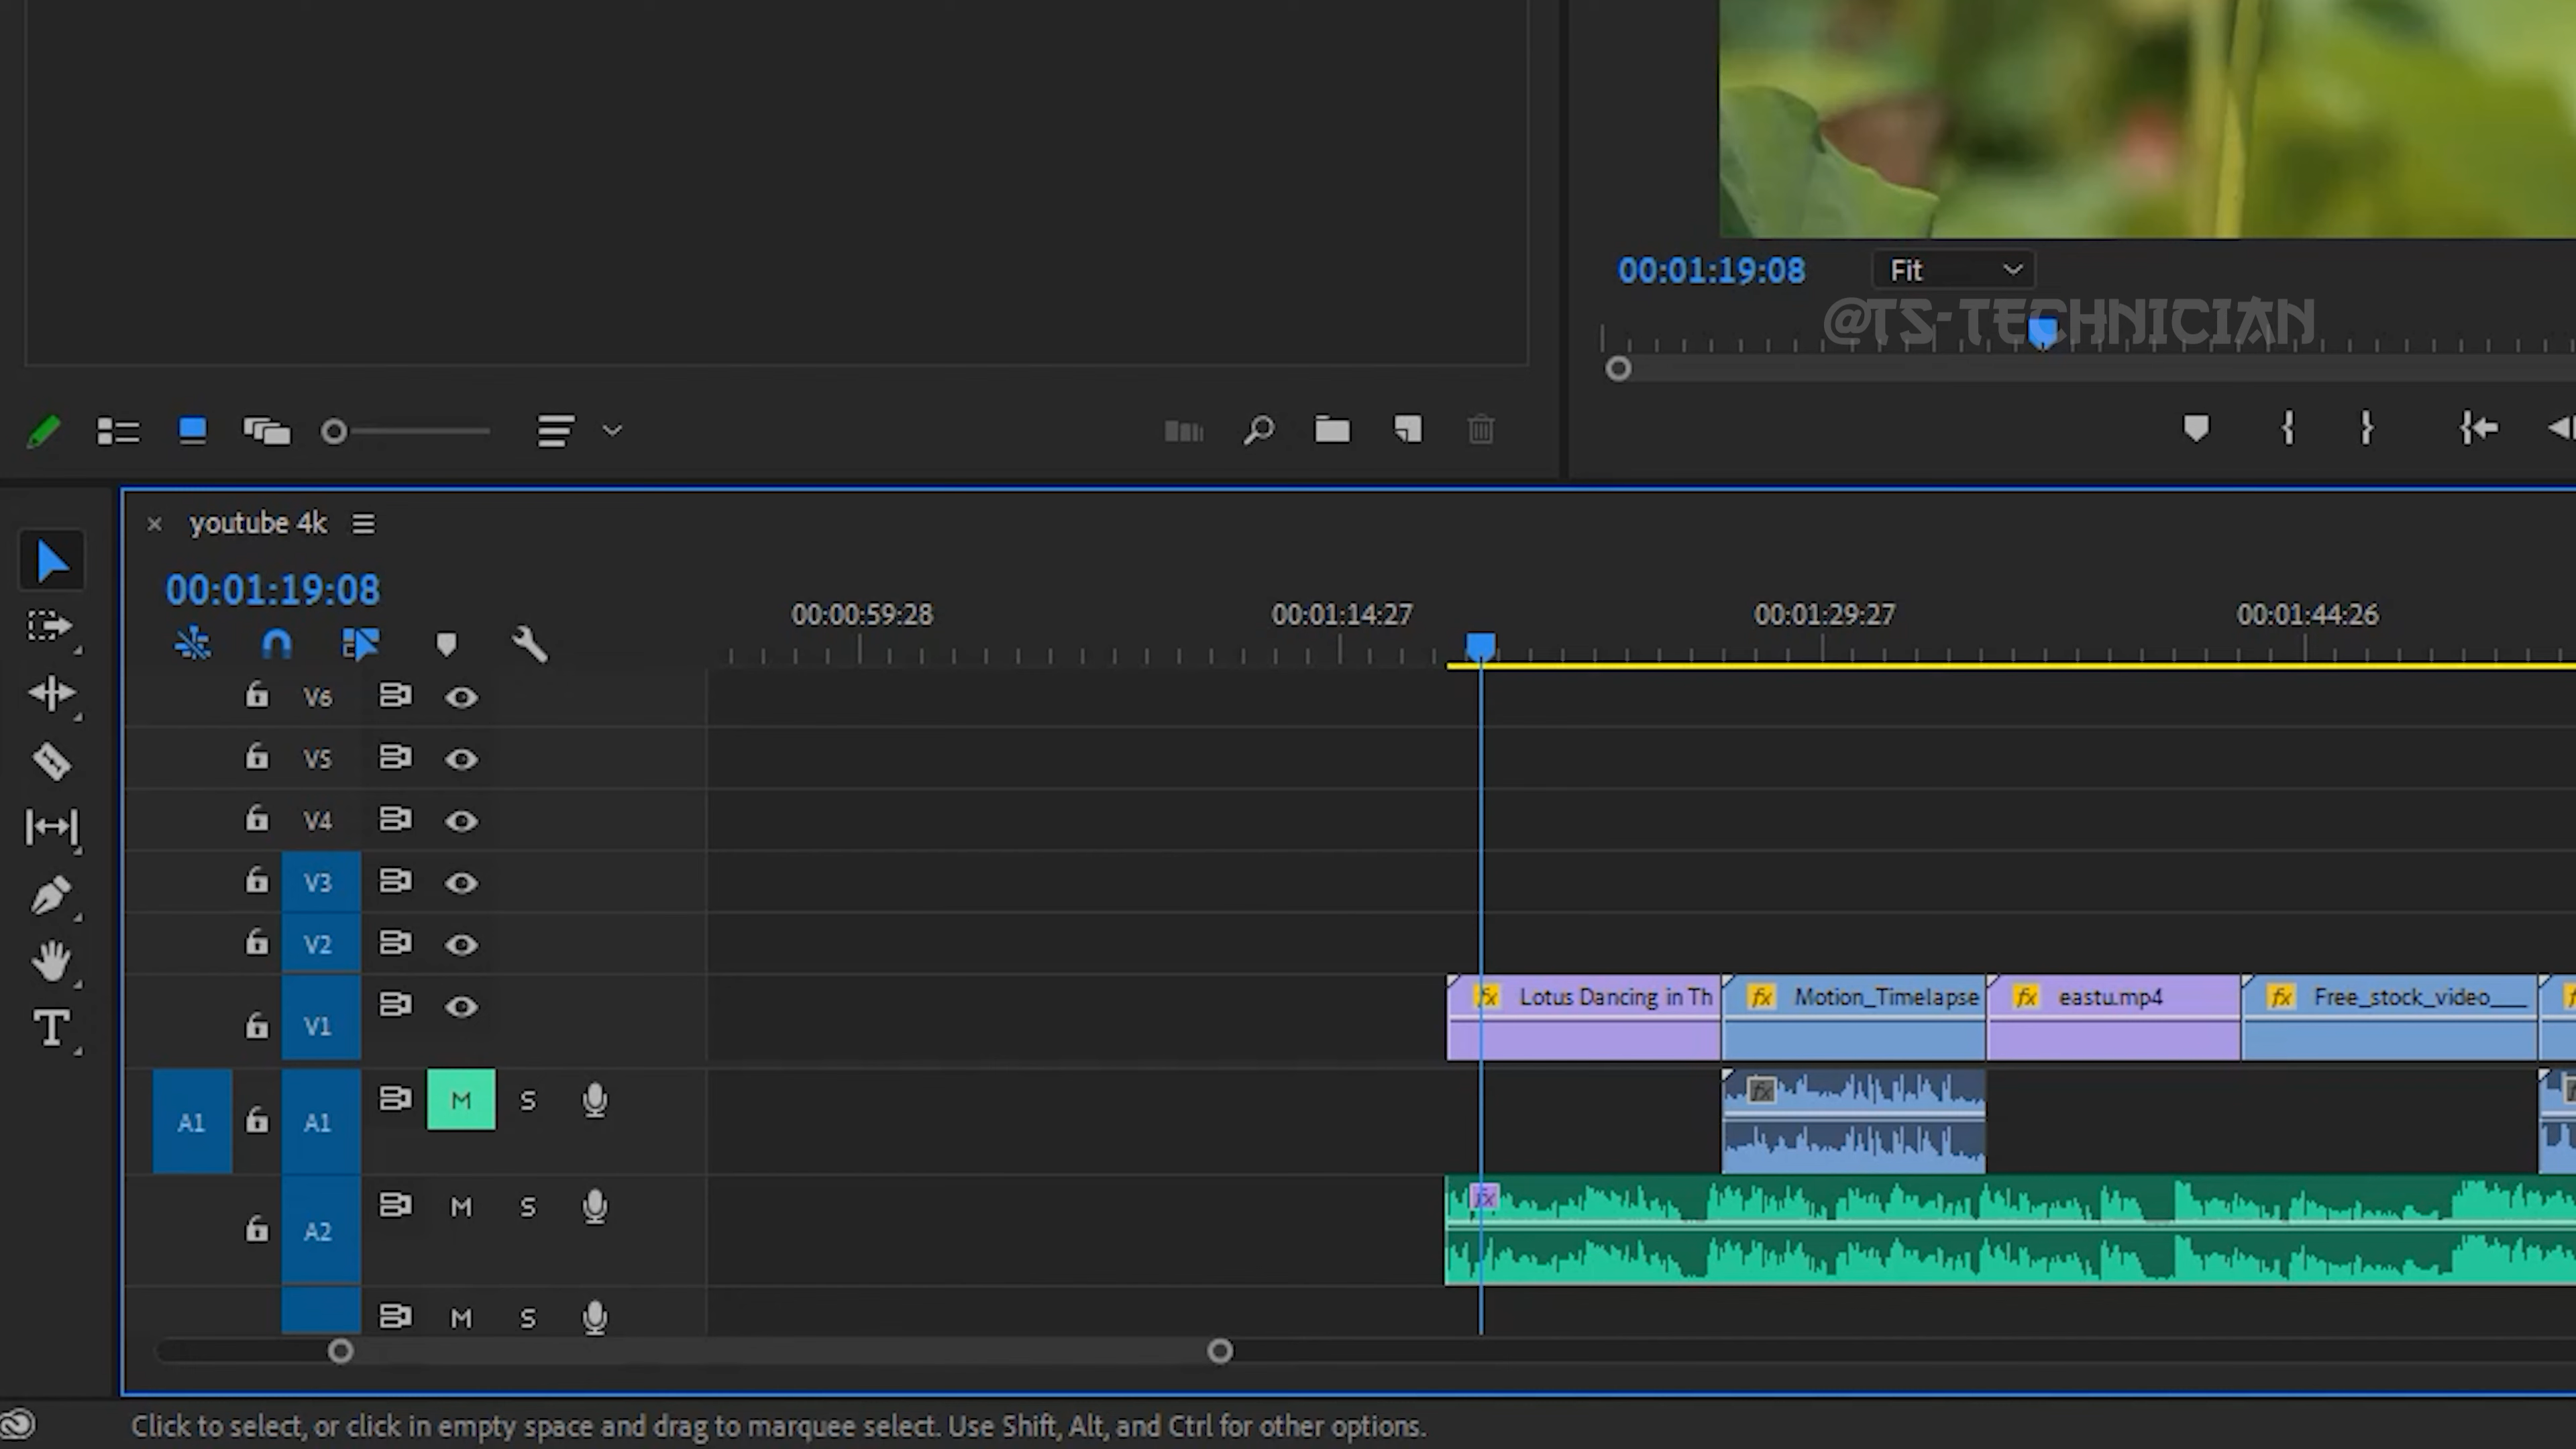 00:01:19:08 Fit
@TS-TECHNICIAN
youtube 4k
00:01:19:08
00:00:59:28 00:01:14:27 00:01:29:27 00:01:44:26
V6
V5
V4
V3
V2
fx Lotus Dancing in Th fx Motion_Timelapse fx eastu.mp4 fx Free_stock_video___
V1
M S fx
A1 A1
M S fx
A2
M S
Click to select, or click in empty space and drag to marquee select. Use Shift, Alt, and Ctrl for other options.